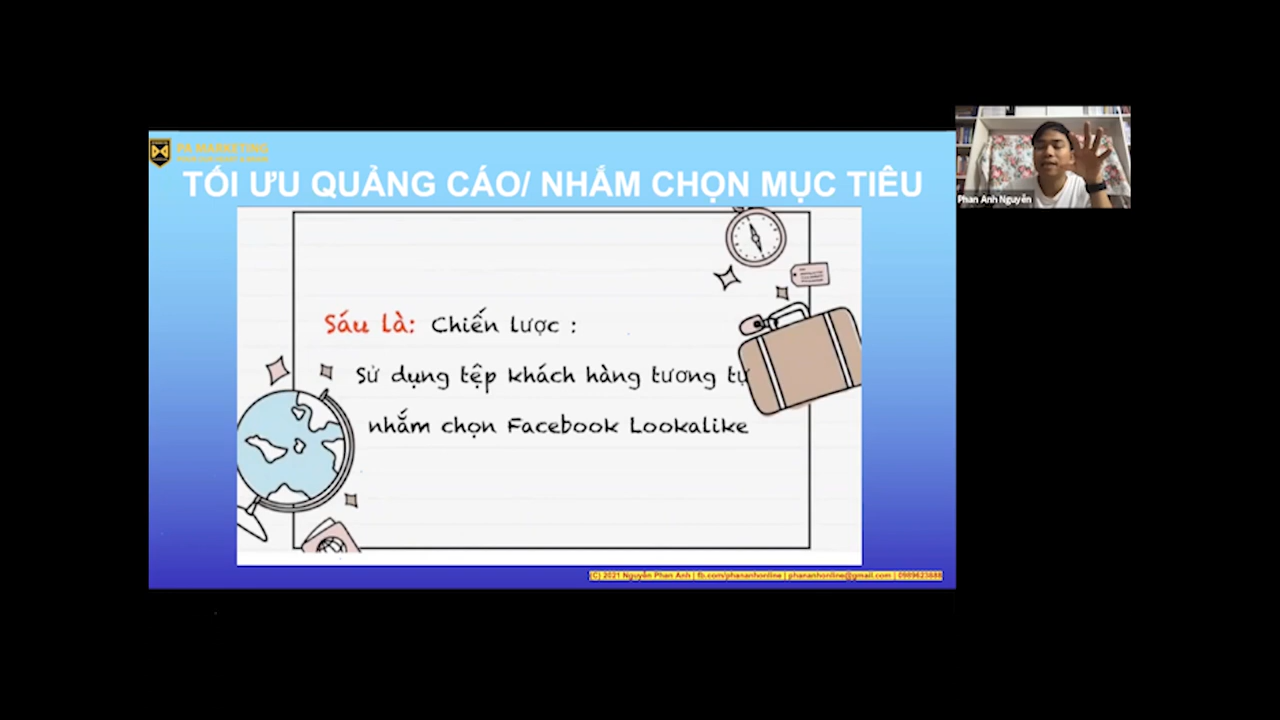 PA MARKETING
TỐI ƯU QUẢNG CÁO/ NHẮM CHỌN MỤC TIÊU
Phan Anh Nguyễn
Sáu là: Chiến lược :
Sử dụng tệp khách hàng tương tự
nhắm chọn Facebook Lookalike
(C) 2021 Nguyễn Phan Anh | fb.com/phananhonline | phananhonline@gmail.com | 0989623888